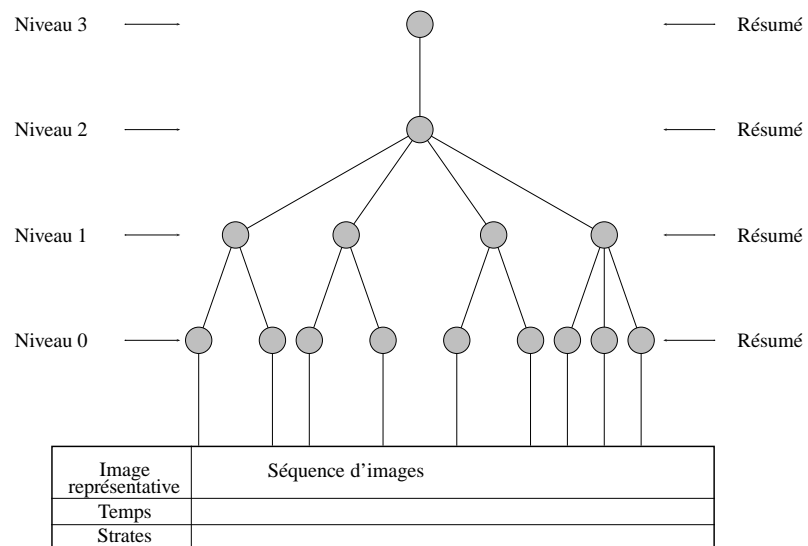 Niveau 3
Résumé
Niveau 2
Résumé
Niveau 1
Résumé
Niveau 0
Résumé
Image
représentative
Séquence d'images
Temps
Strates